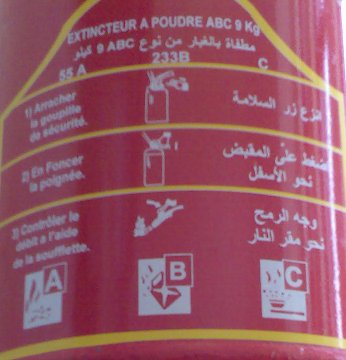 EXTINCTEUR A POUDRE ABC 9 Kg
مطفأة بالغبار من نوع ABC 9 كيلو
55 A 233B C
1) Arracher
la goupille
de sécurité.
انزع زر السلامة
2) En Foncer
la poignée.
إضغط على المقبض
نحو الأسفل
3) Contrôler le
débit a l'aide
de la soufflette.
وجه الرمح
نحو مقر النار
A B C